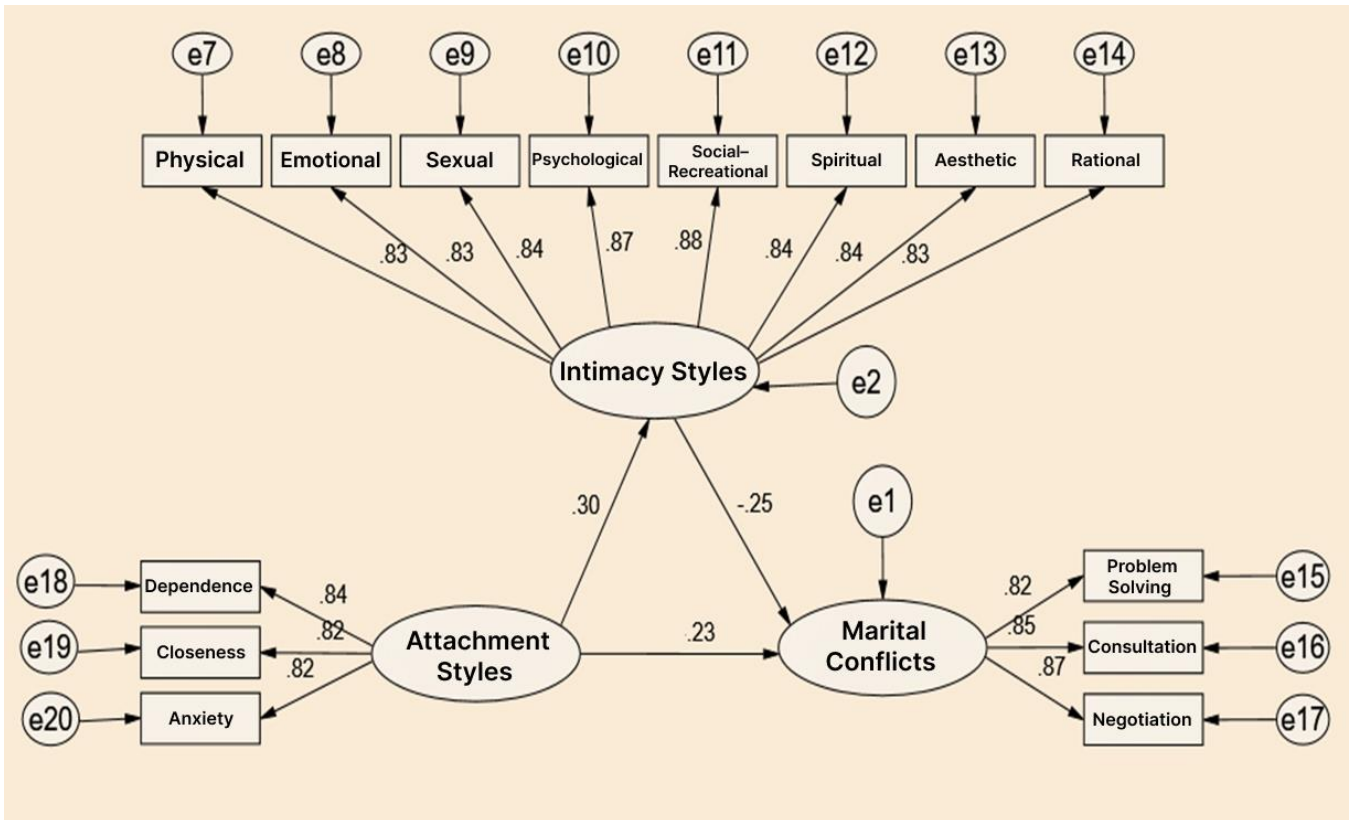 e7 e8 e9 e10 e11 e12 e13 e14
Physical Emotional Sexual Psychological Social–
Recreational Spiritual Aesthetic Rational
.83 .83 .84 .87 .88 .84 .84 .83
Intimacy Styles
e2
.30 -.25
e1
e18 Dependence .84
e19 Closeness .82
e20 Anxiety .82
Attachment
Styles
.23
Marital
Conflicts
.82 Problem
Solving e15
.85 Consultation e16
.87 Negotiation e17